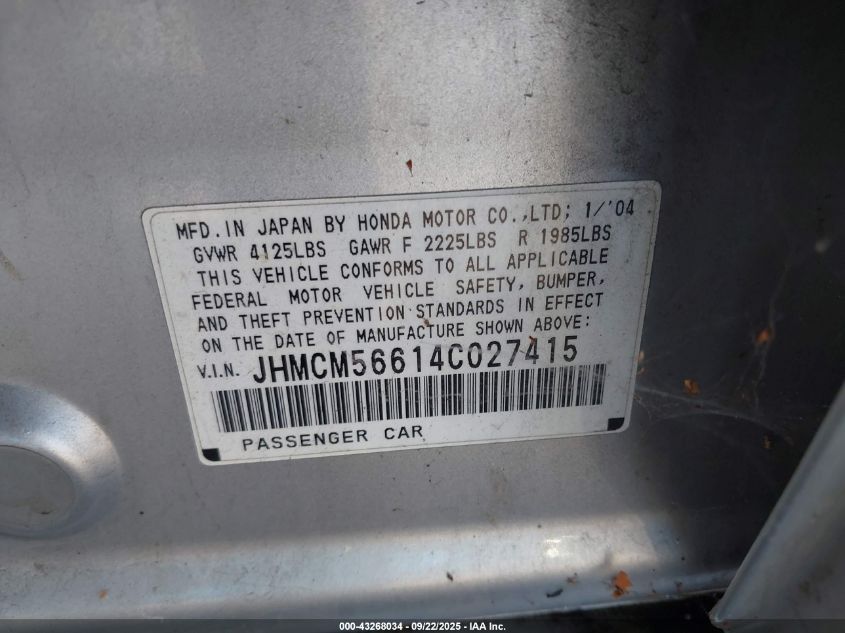 MFD. IN JAPAN BY HONDA MOTOR CO.,LTD; 1/'04
GVWR 4125LBS GAWR F 2225LBS R 1985LBS
THIS VEHICLE CONFORMS TO ALL APPLICABLE
FEDERAL MOTOR VEHICLE SAFETY, BUMPER,
AND THEFT PREVENTION STANDARDS IN EFFECT
ON THE DATE OF MANUFACTURE SHOWN ABOVE:
V.I.N. JHMCM56614C027415
PASSENGER CAR
000-43268034 - 09/22/2025 - IAA Inc.